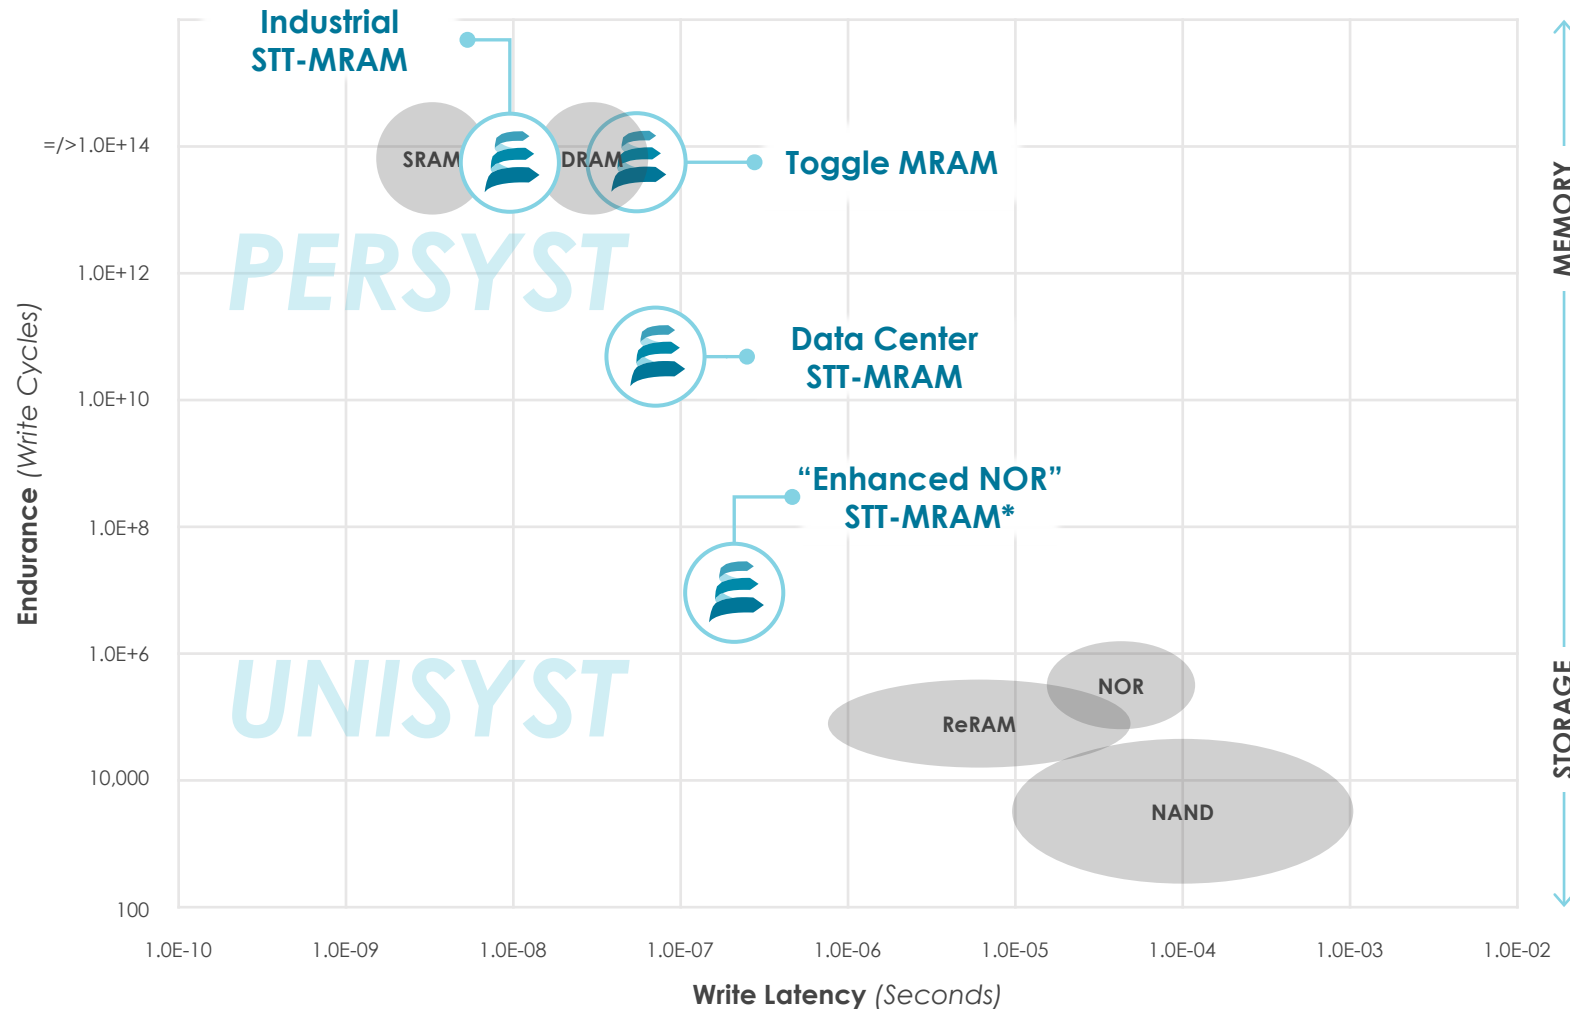 Industrial
STT-MRAM
=/>1.0E+14
SRAM
DRAM
Toggle MRAM
PERSYST
1.0E+12
Data Center
STT-MRAM
1.0E+10
“Enhanced NOR”
STT-MRAM*
1.0E+8
1.0E+6
UNISYST
NOR
ReRAM
10,000
NAND
100
1.0E-10
1.0E-09
1.0E-08
1.0E-07
1.0E-06
1.0E-05
1.0E-04
1.0E-03
1.0E-02
Write Latency (Seconds)
Endurance (Write Cycles)
MEMORY
STORAGE